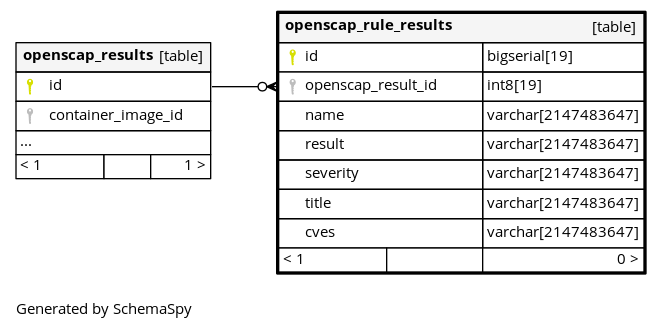 openscap_results [table]
id
container_image_id
...
< 1 1 >
openscap_rule_results [table]
id bigserial[19]
openscap_result_id int8[19]
name varchar[2147483647]
result varchar[2147483647]
severity varchar[2147483647]
title varchar[2147483647]
cves varchar[2147483647]
< 1 0 >
Generated by SchemaSpy